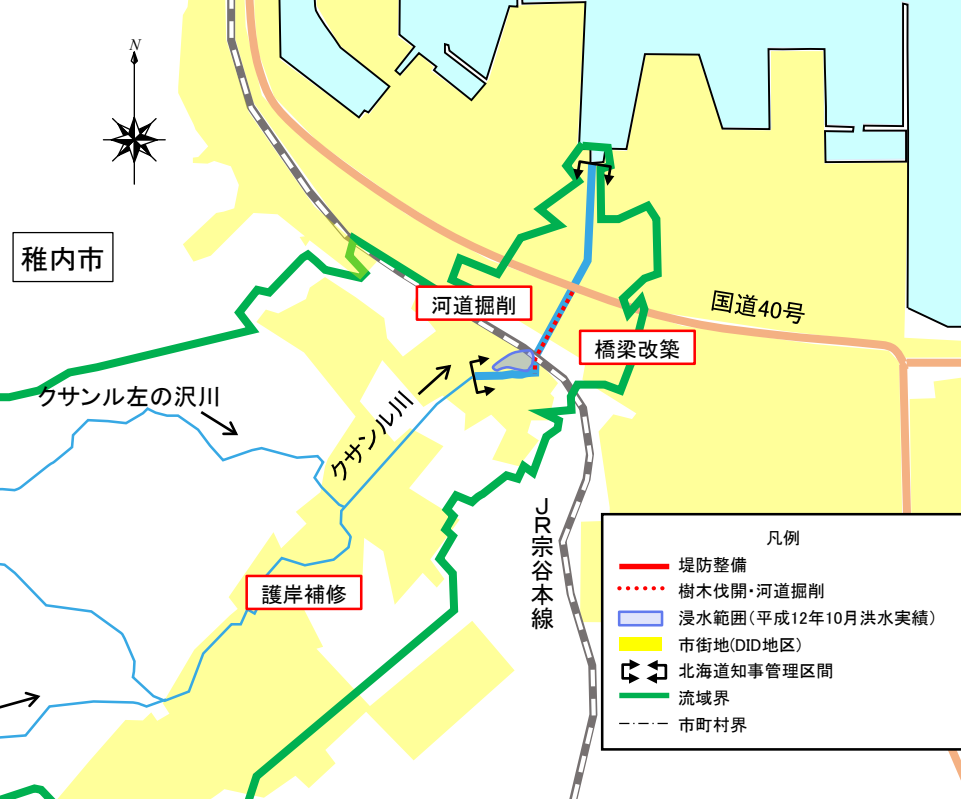 N
稚内市
河道掘削
国道40号
橋梁改築
クサンル左の沢川
クサンル川
JR宗谷本線
護岸補修
凡例
堤防整備
樹木伐開・河道掘削
浸水範囲(平成12年10月洪水実績)
市街地(DID地区)
北海道知事管理区間
流域界
市町村界